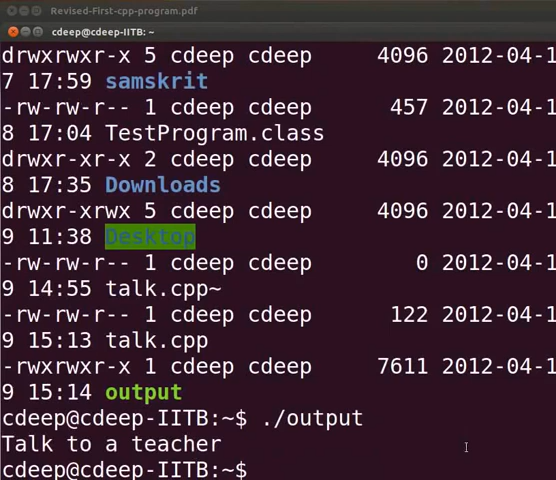 Revised-First-cpp-program.pdf
cdeep@cdeep-IITB: ~
drwxrwxr-x 5 cdeep cdeep 4096 2012-04-1
7 17:59 samskrit
-rw-rw-r-- 1 cdeep cdeep 457 2012-04-1
8 17:04 TestProgram.class
drwxr-xr-x 2 cdeep cdeep 4096 2012-04-1
8 17:35 Downloads
drwxr-xrwx 5 cdeep cdeep 4096 2012-04-1
9 11:38 Desktop
-rw-rw-r-- 1 cdeep cdeep 0 2012-04-1
9 14:55 talk.cpp~
-rw-rw-r-- 1 cdeep cdeep 122 2012-04-1
9 15:13 talk.cpp
-rwxrwxr-x 1 cdeep cdeep 7611 2012-04-1
9 15:14 output
cdeep@cdeep-IITB:~$ ./output
Talk to a teacher
cdeep@cdeep-IITB:~$